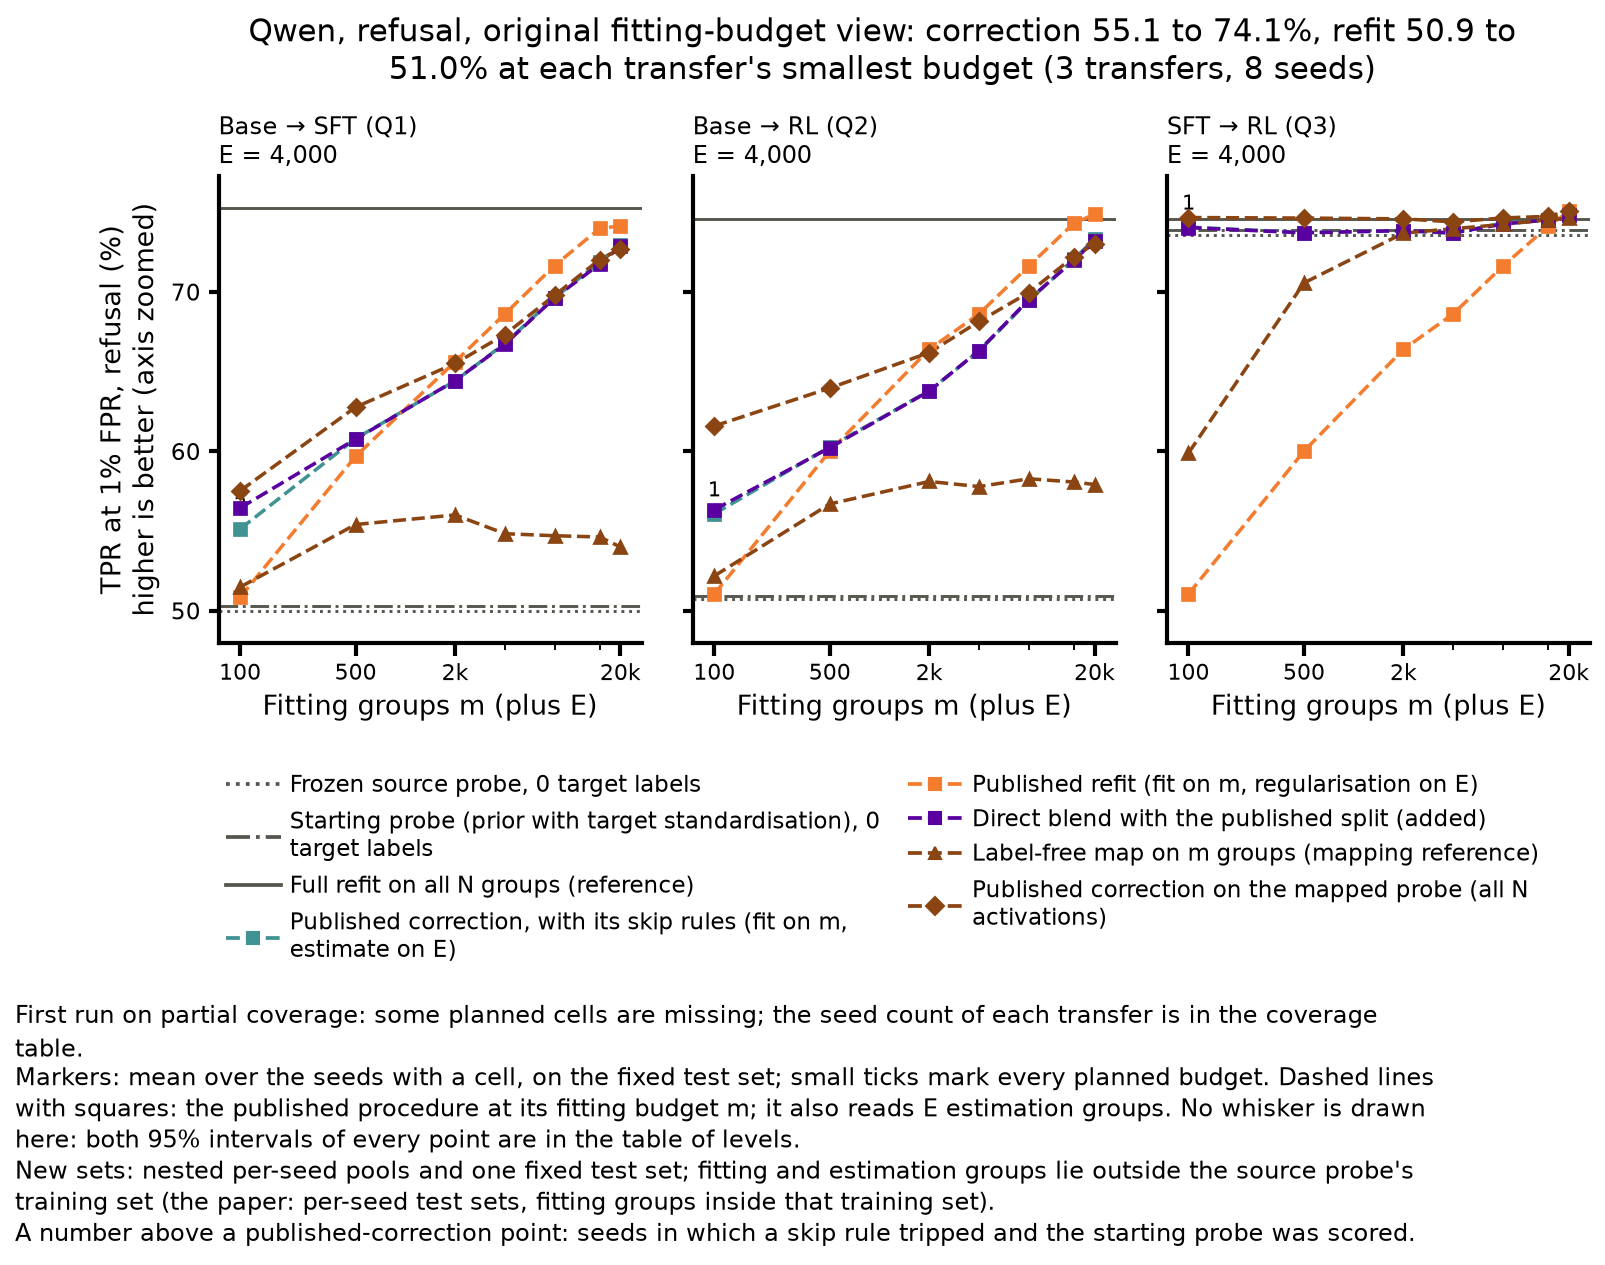 Qwen, refusal, original fitting-budget view: correction 55.1 to 74.1%, refit 50.9 to
51.0% at each transfer's smallest budget (3 transfers, 8 seeds)
Base → SFT (Q1)
E = 4,000
Base → RL (Q2)
E = 4,000
SFT → RL (Q3)
E = 4,000
TPR at 1% FPR, refusal (%)
higher is better (axis zoomed)
70
60
50
1
1
100 500 2k 20k
100 500 2k 20k
100 500 2k 20k
Fitting groups m (plus E)
Fitting groups m (plus E)
Fitting groups m (plus E)
Frozen source probe, 0 target labels
Starting probe (prior with target standardisation), 0
target labels
Full refit on all N groups (reference)
Published correction, with its skip rules (fit on m,
estimate on E)
Published refit (fit on m, regularisation on E)
Direct blend with the published split (added)
Label-free map on m groups (mapping reference)
Published correction on the mapped probe (all N
activations)
First run on partial coverage: some planned cells are missing; the seed count of each transfer is in the coverage
table.
Markers: mean over the seeds with a cell, on the fixed test set; small ticks mark every planned budget. Dashed lines
with squares: the published procedure at its fitting budget m; it also reads E estimation groups. No whisker is drawn
here: both 95% intervals of every point are in the table of levels.
New sets: nested per-seed pools and one fixed test set; fitting and estimation groups lie outside the source probe's
training set (the paper: per-seed test sets, fitting groups inside that training set).
A number above a published-correction point: seeds in which a skip rule tripped and the starting probe was scored.